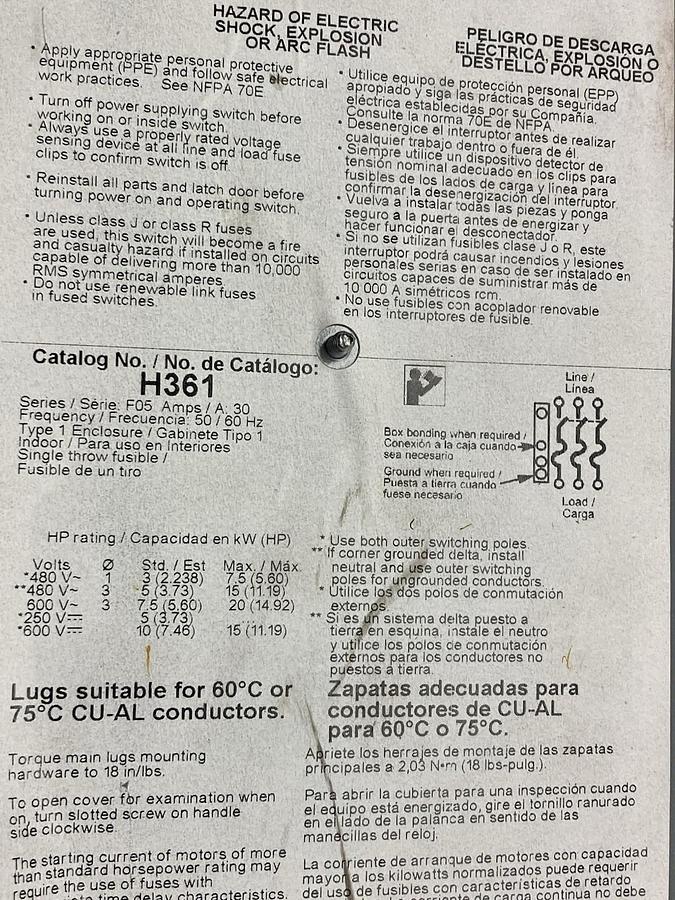 HAZARD OF ELECTRIC
SHOCK, EXPLOSION
OR ARC FLASH
• Apply appropriate personal protective
equipment (PPE) and follow safe electrical
work practices. See NFPA 70E
• Turn off power supplying switch before
working on or inside switch.
• Always use a properly rated voltage
sensing device at all line and load fuse
clips to confirm switch is off.
• Reinstall all parts and latch door before
turning power on and operating switch.
• Unless class J or class R fuses
are used, this switch will become a fire
and casualty hazard if installed on circuits
capable of delivering more than 10,000
RMS symmetrical amperes
• Do not use renewable link fuses
in fused switches.
PELIGRO DE DESCARGA
ELÉCTRICA, EXPLOSIÓN O
DESTELLO POR ARQUEO
• Utilice equipo de protección personal (EPP)
apropiado y siga las prácticas de seguridad
eléctrica establecidas por su Compañia.
Consulte la norma 70E de NFPA.
• Desenergice el interruptor antes de realizar
cualquier trabajo dentro o fuera de él.
• Siempre utilice un dispositivo detector de
tensión nominal adecuado en los clips para
fusibles de los lados de carga y línea para
confirmar la desenergización del interruptor.
• Vuelva a instalar todas las piezas y ponga
seguro a la puerta antes de energizar y
hacer funcionar el desconectador.
• Si no se utilizan fusibles clase J o R, este
interruptor podrá causar incendios y lesiones
personales serias en caso de ser instalado en
circuitos capaces de suministrar más de
10 000 A simétricos rcm.
• No use fusibles con acoplador renovable
en los interruptores de fusible.
Catalog No. / No. de Catálogo:
H361
Series / Série: F05 Amps / A: 30
Frequency / Frecuencia: 50 / 60 Hz
Type 1 Enclosure / Gabinete Tipo 1
Indoor / Para uso en Interiores
Single throw fusible /
Fusible de un tiro
Line /
Línea
Box bonding when required /
Conexión a la caja cuando
sea necesario
Ground when required /
Puesta a tierra cuando
fuese necesario
Load /
Carga
HP rating / Capacidad en kW (HP)
Volts Ø Std. / Est Max. / Máx.
*480 V~ 1 3 (2.238) 7.5 (5.60)
**480 V~ 3 5 (3.73) 15 (11.19)
600 V~ 3 7.5 (5.60) 20 (14.92)
*250 V⎓ 5 (3.73)
*600 V⎓ 10 (7.46) 15 (11.19)
* Use both outer switching poles.
** If corner grounded delta, install
neutral and use outer switching
poles for ungrounded conductors.
* Utilice los dos polos de conmutación
externos.
** Si es un sistema delta puesto a
tierra en esquina, instale el neutro
y utilice los polos de conmutación
externos para los conductores no
puestos a tierra.
Lugs suitable for 60°C or
75°C CU-AL conductors.
Torque main lugs mounting
hardware to 18 in/lbs.
To open cover for examination when
on, turn slotted screw on handle
side clockwise.
The starting current of motors of more
than standard horsepower rating may
require the use of fuses with
time delay characteristics.
Zapatas adecuadas para
conductores de CU-AL
para 60°C o 75°C.
Apriete los herrajes de montaje de las zapatas
principales a 2,03 N•m (18 lbs-pulg.).
Para abrir la cubierta para una inspección cuando
el equipo está energizado, gire el tornillo ranurado
en el lado de la palanca en sentido de las
manecillas del reloj.
La corriente de arranque de motores con capacidad
mayor a los kilowatts normalizados puede requerir
del uso de fusibles con características de retardo
corriente de carga continua no debe